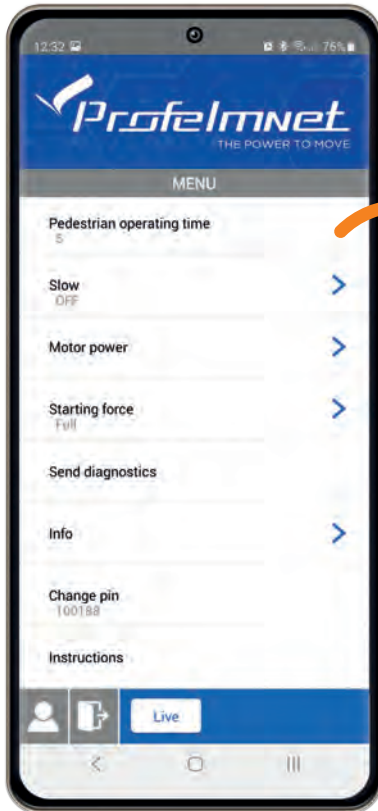 12:32
76%
Profelmnet
THE POWER TO MOVE
MENU
Pedestrian operating time
5
Slow
OFF
Motor power
Starting force
Full
Send diagnostics
Info
Change pin
100188
Instructions
Live